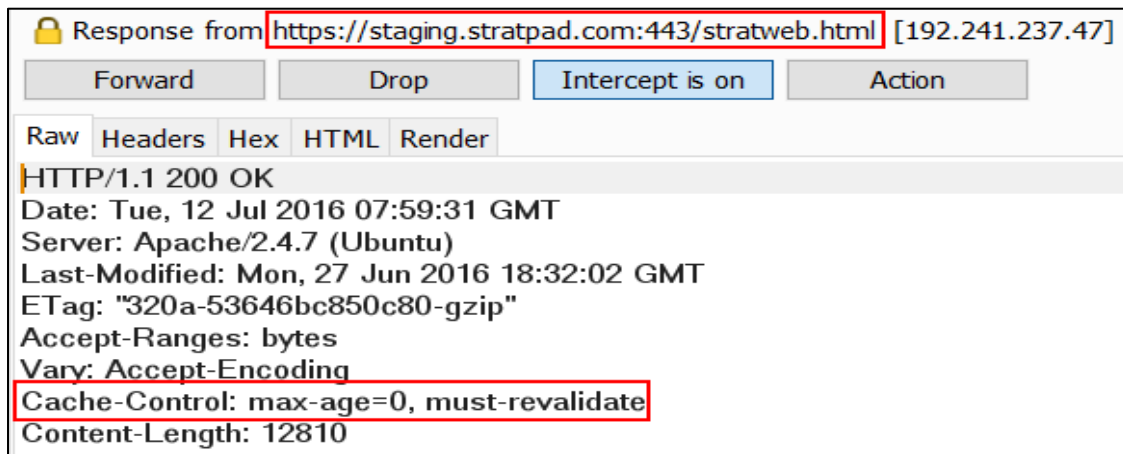 Response from https://staging.stratpad.com:443/stratweb.html [192.241.237.47]
Forward Drop Intercept is on Action
Raw Headers Hex HTML Render
HTTP/1.1 200 OK
Date: Tue, 12 Jul 2016 07:59:31 GMT
Server: Apache/2.4.7 (Ubuntu)
Last-Modified: Mon, 27 Jun 2016 18:32:02 GMT
ETag: "320a-53646bc850c80-gzip"
Accept-Ranges: bytes
Vary: Accept-Encoding
Cache-Control: max-age=0, must-revalidate
Content-Length: 12810